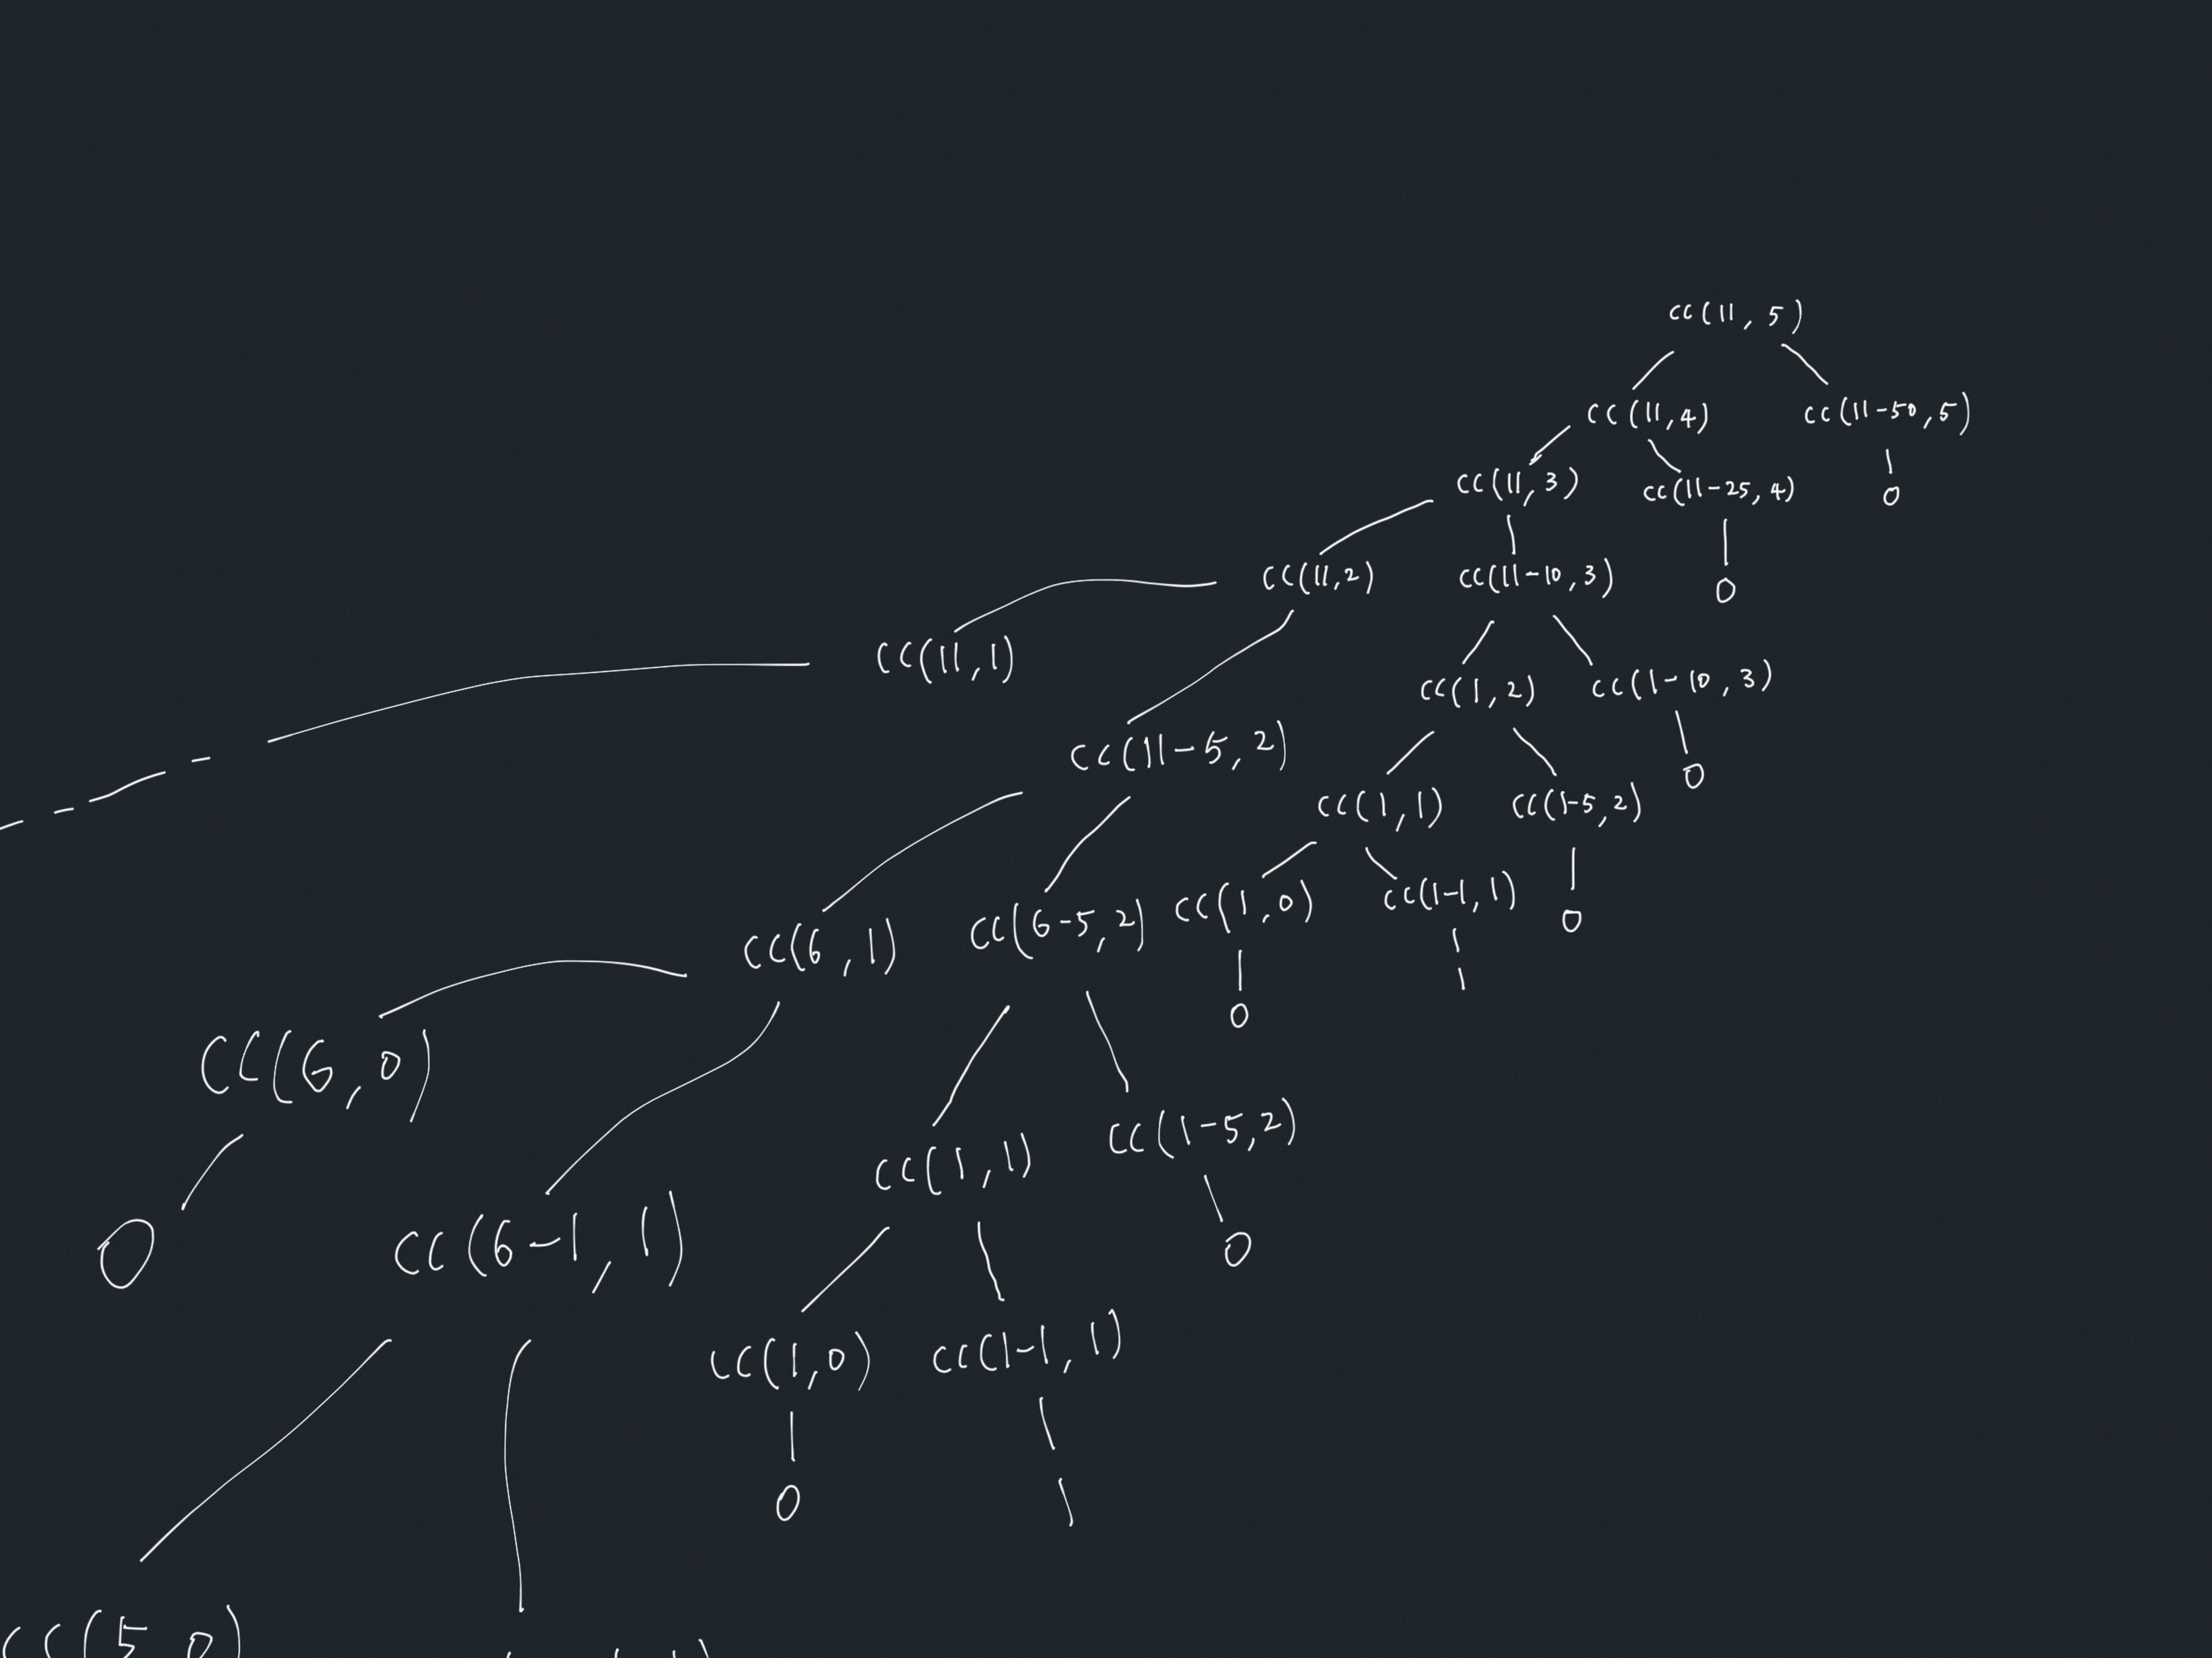 cc(11, 5)
cc(11,4)
cc(11-50,5)
cc(11,3)
cc(11-25,4)
0
cc(11,2)
cc(11-10,3)
0
cc(11,1)
cc(1,2)
cc(1-10,3)
cc(11-5,2)
0
cc(1,1)
cc(1-5,2)
cc(6,1)
cc(6-5,2)
cc(1,0)
cc(1-1,1)
0
0
1
cc(6,0)
cc(1,1)
cc(1-5,2)
0
cc(6-1,1)
0
cc(1,0)
cc(1-1,1)
0
1
cc(5,0)